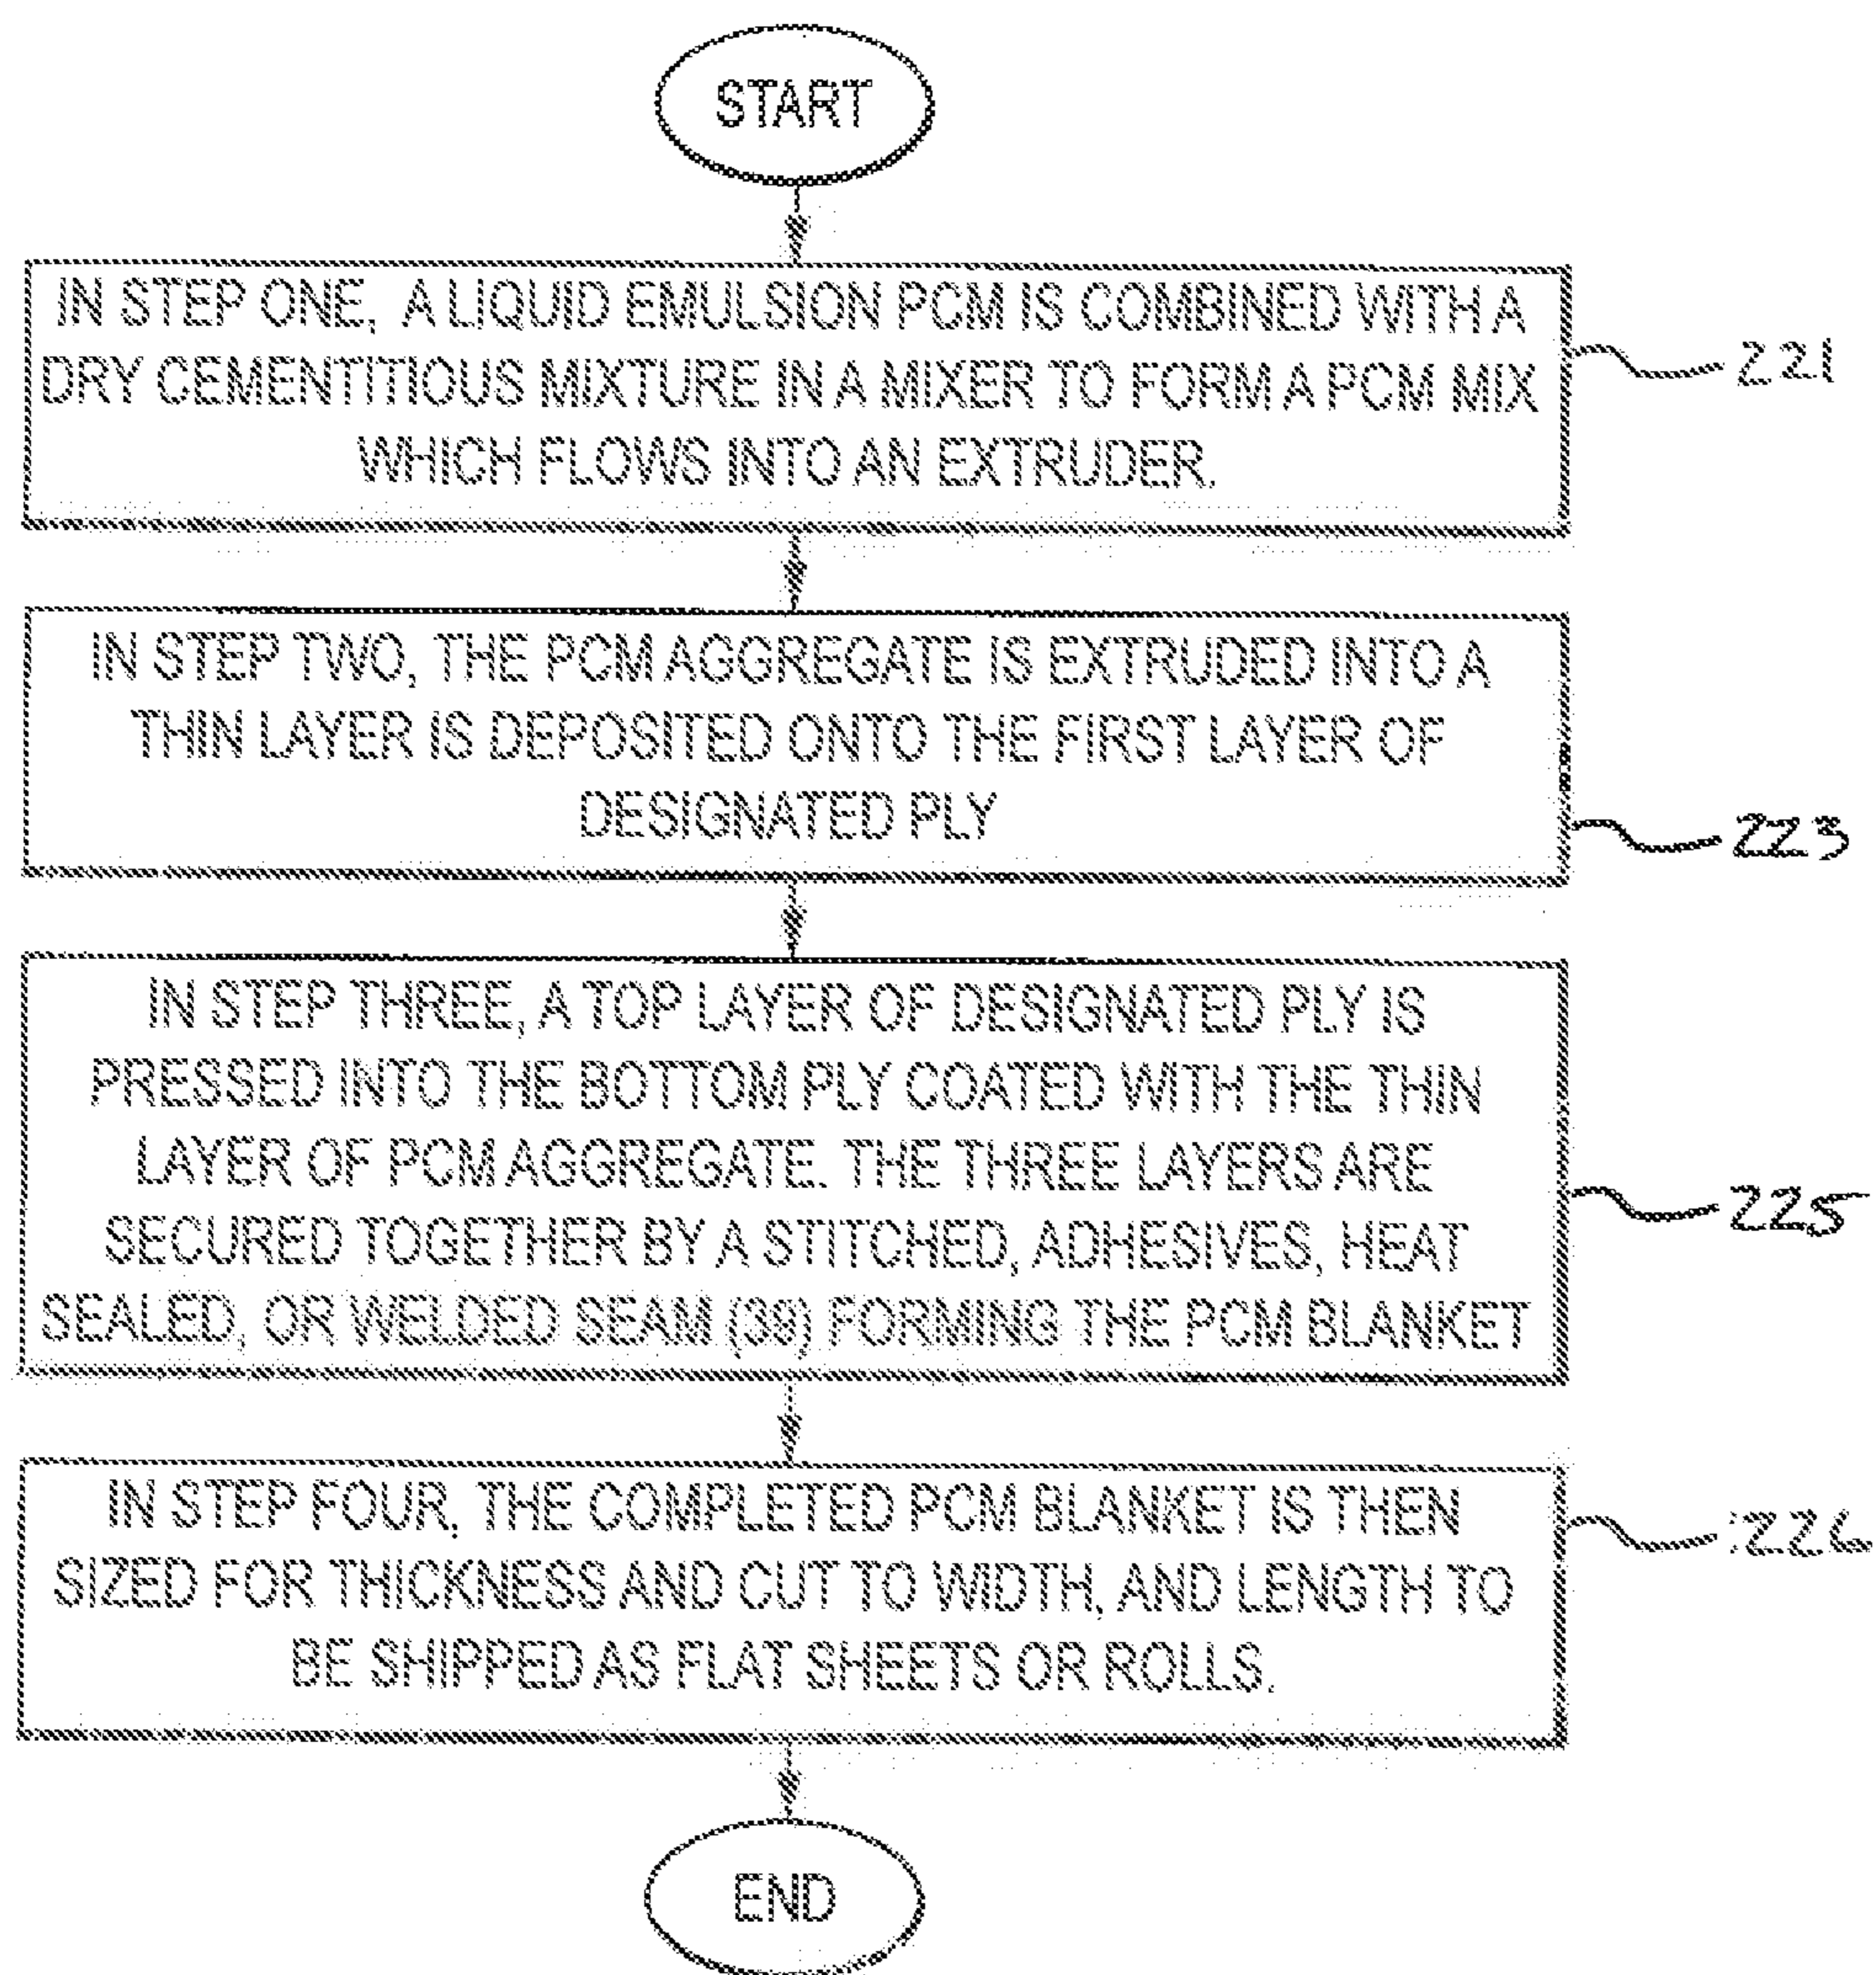 START
IN STEP ONE, A LIQUID EMULSION PCM IS COMBINED WITH A
DRY CEMENTITIOUS MIXTURE IN A MIXER TO FORM A PCM MIX
WHICH FLOWS INTO AN EXTRUDER.
221
IN STEP TWO, THE PCM AGGREGATE IS EXTRUDED INTO A
THIN LAYER IS DEPOSITED ONTO THE FIRST LAYER OF
DESIGNATED PLY
223
IN STEP THREE, A TOP LAYER OF DESIGNATED PLY IS
PRESSED INTO THE BOTTOM PLY COATED WITH THE THIN
LAYER OF PCM AGGREGATE. THE THREE LAYERS ARE
SECURED TOGETHER BY A STITCHED, ADHESIVES, HEAT
SEALED, OR WELDED SEAM (39) FORMING THE PCM BLANKET
225
IN STEP FOUR, THE COMPLETED PCM BLANKET IS THEN
SIZED FOR THICKNESS AND CUT TO WIDTH, AND LENGTH TO
BE SHIPPED AS FLAT SHEETS OR ROLLS.
226
END